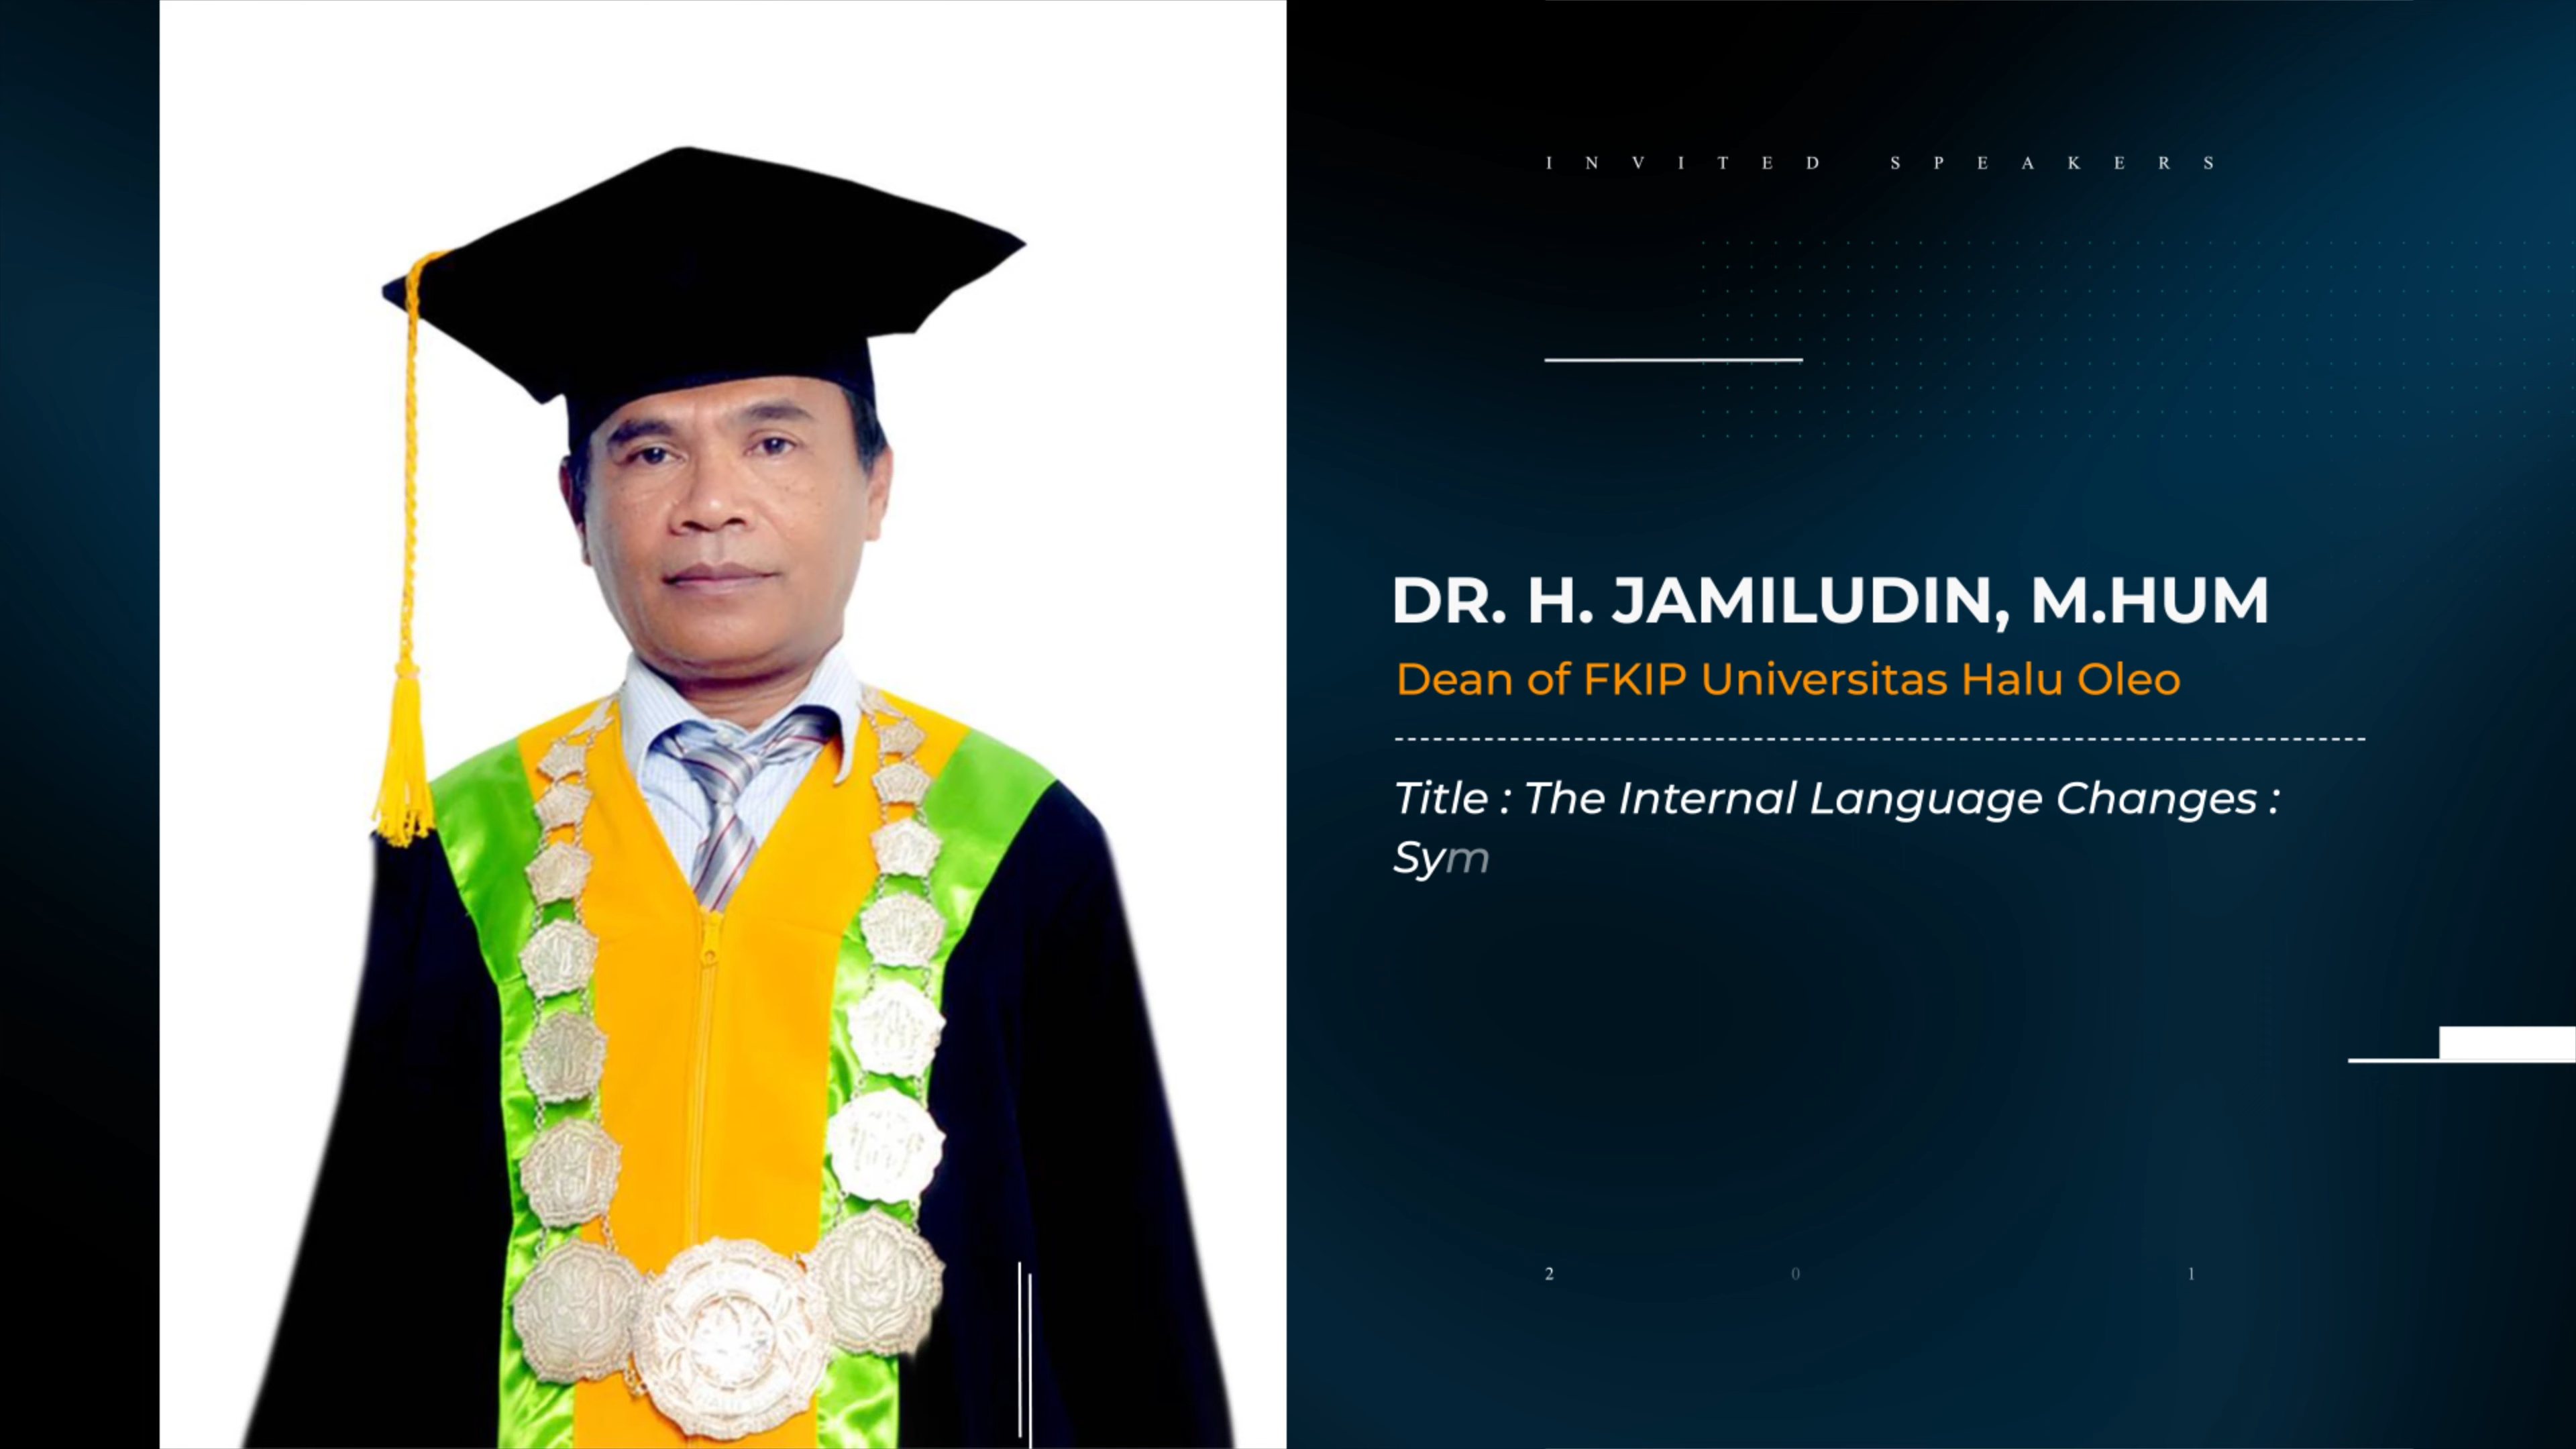 INVITED SPEAKERS
DR. H. JAMILUDIN, M.HUM
Dean of FKIP Universitas Halu Oleo
Title : The Internal Language Changes :
Sym
2 0 1